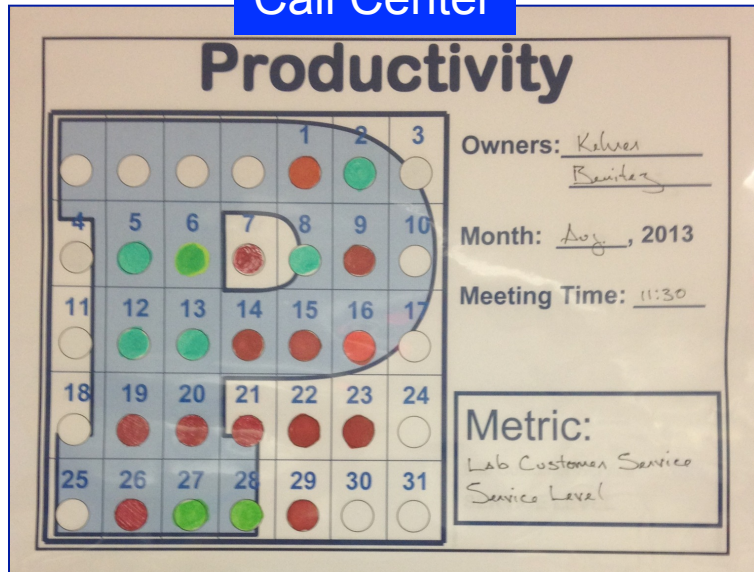 Call Center
Productivity
1 2 3
4 5 6 7 8 9 10
11 12 13 14 15 16 17
18 19 20 21 22 23 24
25 26 27 28 29 30 31
Owners:
Benitez
Month: Aug., 2013
Meeting Time: 11:30
Metric:
Lab Customer Service
Service Level